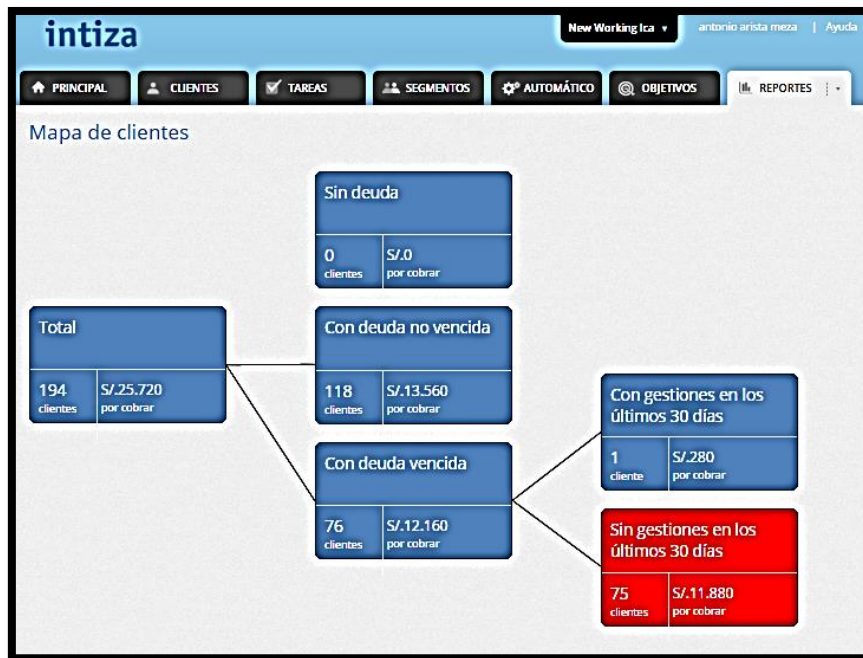 intiza
New Working Ica
antonio arista meza | Ayuda
PRINCIPAL
CLIENTES
TAREAS
SEGMENTOS
AUTOMÁTICO
OBJETIVOS
REPORTES
Mapa de clientes
Sin deuda
0 S/.0
clientes por cobrar
Total
194 S/.25.720
clientes por cobrar
Con deuda no vencida
118 S/.13.560
clientes por cobrar
Con deuda vencida
76 S/.12.160
clientes por cobrar
Con gestiones en los
últimos 30 días
1 S/.280
cliente por cobrar
Sin gestiones en los
últimos 30 días
75 S/.11.880
clientes por cobrar